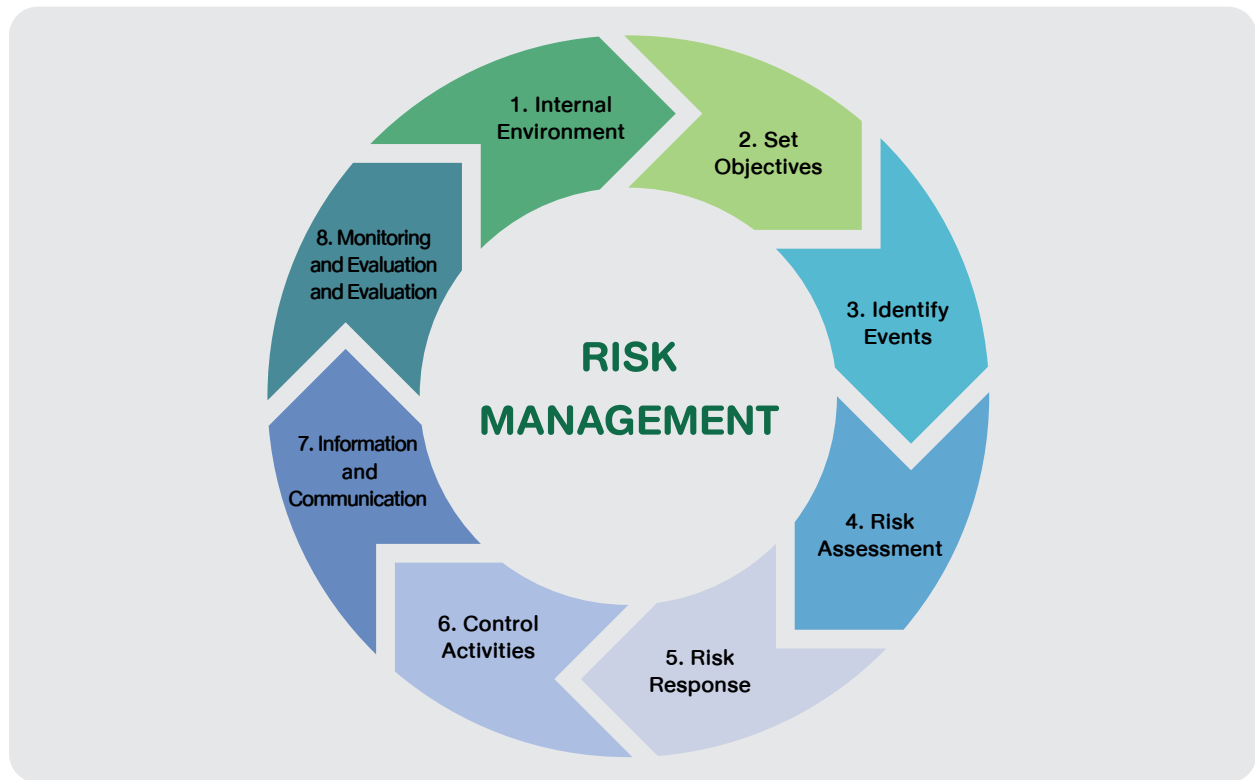 1. Internal
Environment
2. Set
Objectives
3. Identify
Events
4. Risk
Assessment
5. Risk
Response
6. Control
Activities
7. Information
and
Communication
8. Monitoring
and Evaluation
and Evaluation
RISK
MANAGEMENT